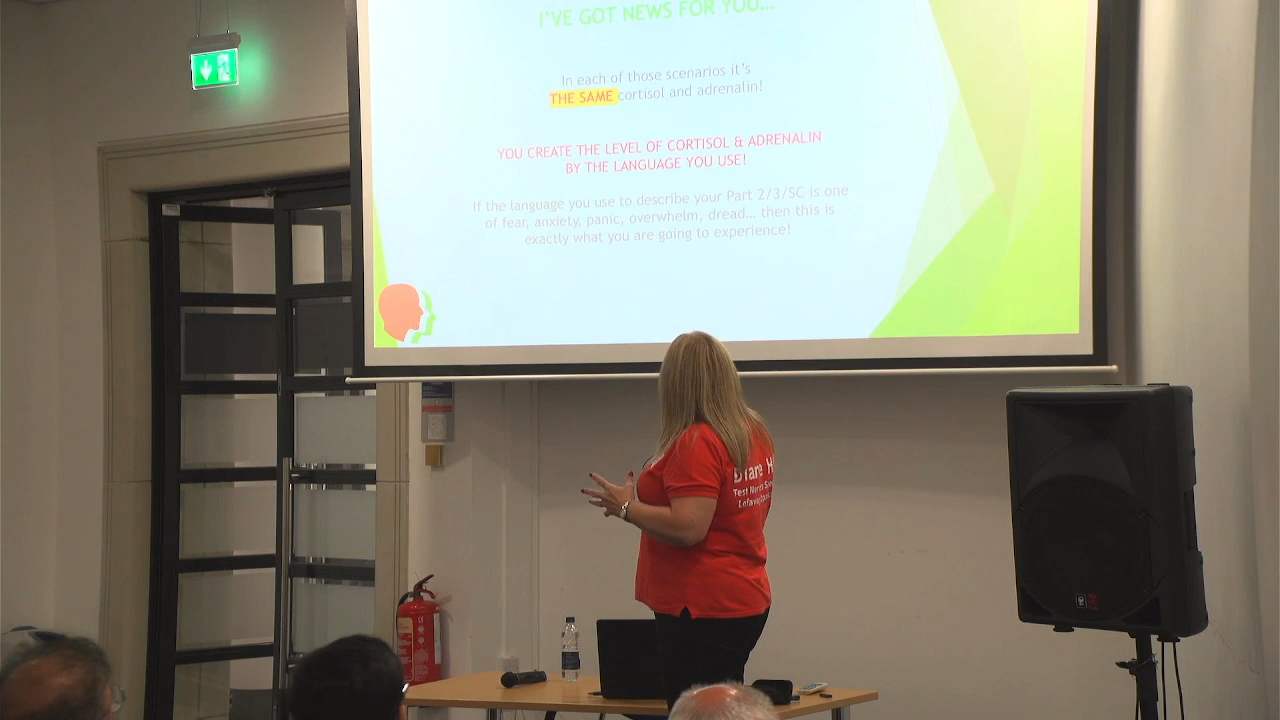 I'VE GOT NEWS FOR YOU...
In each of those scenarios it's
THE SAME cortisol and adrenalin!
YOU CREATE THE LEVEL OF CORTISOL & ADRENALIN
BY THE LANGUAGE YOU USE!
If the language you use to describe your Part 2/3/SC is one
of fear, anxiety, panic, overwhelm, dread... then this is
exactly what you are going to experience!
Test